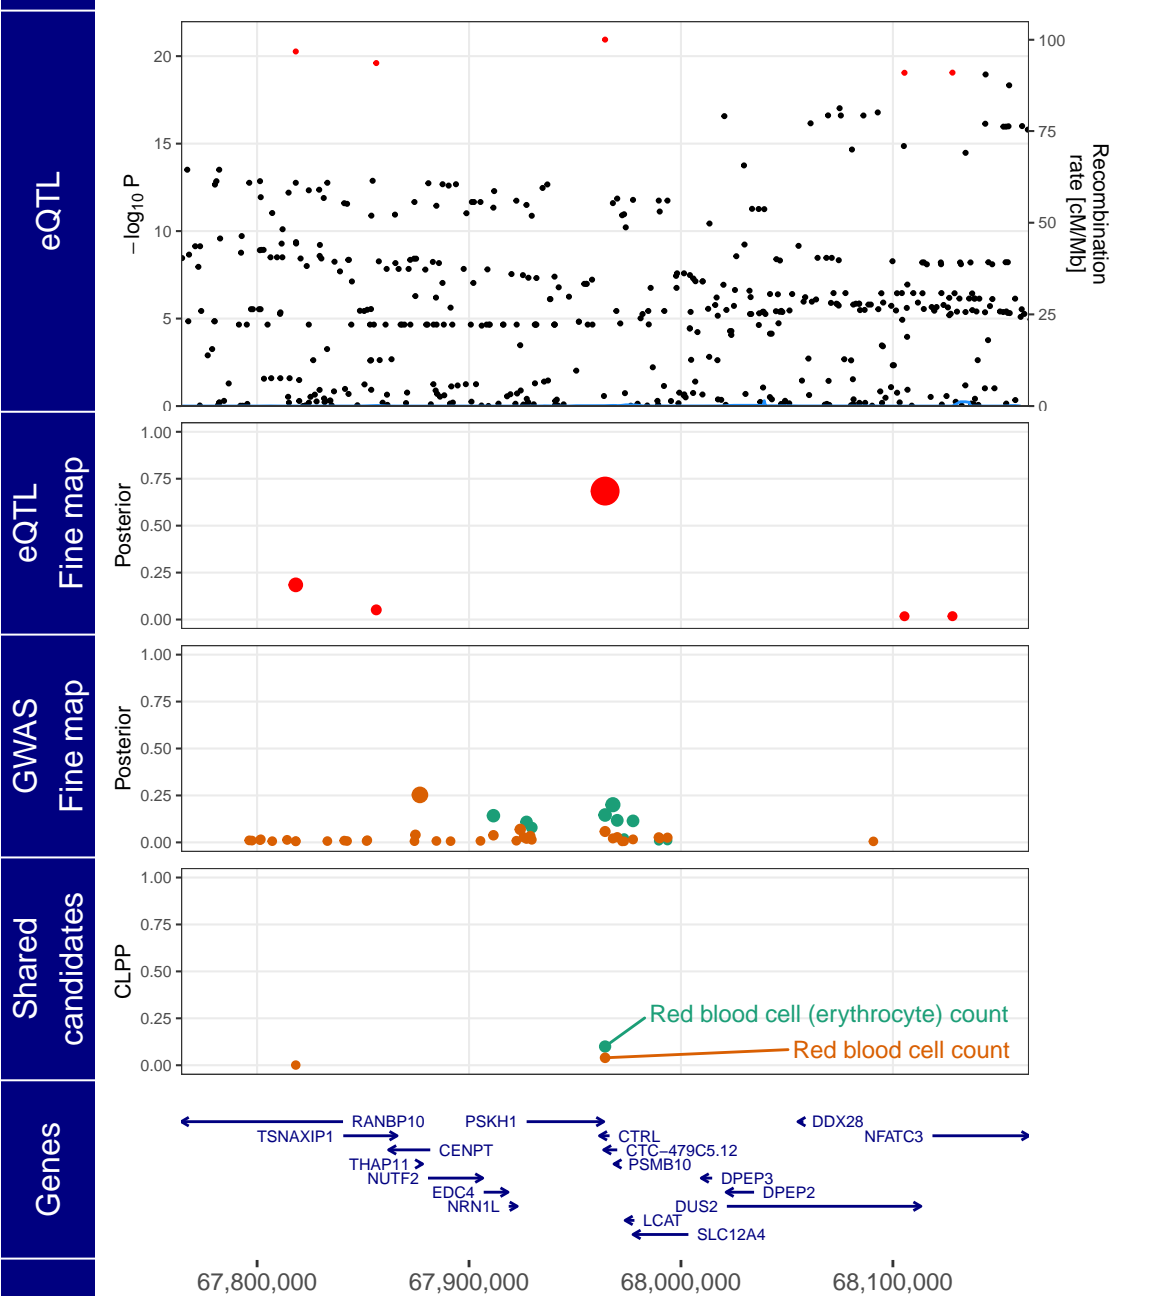 eQTL
−log10 P
20
15
10
5
0
100
75
50
25
0
Recombination
rate [cM/Mb]
eQTL
Fine map
Posterior
1.00
0.75
0.50
0.25
0.00
GWAS
Fine map
Posterior
1.00
0.75
0.50
0.25
0.00
Shared
candidates
CLPP
1.00
0.75
0.50
0.25
0.00
Red blood cell (erythrocyte) count
Red blood cell count
Genes
RANBP10
PSKH1
DDX28
TSNAXIP1
CTRL
NFATC3
CENPT
CTC−479C5.12
THAP11
PSMB10
NUTF2
DPEP3
EDC4
DPEP2
NRN1L
DUS2
LCAT
SLC12A4
67,800,000
67,900,000
68,000,000
68,100,000